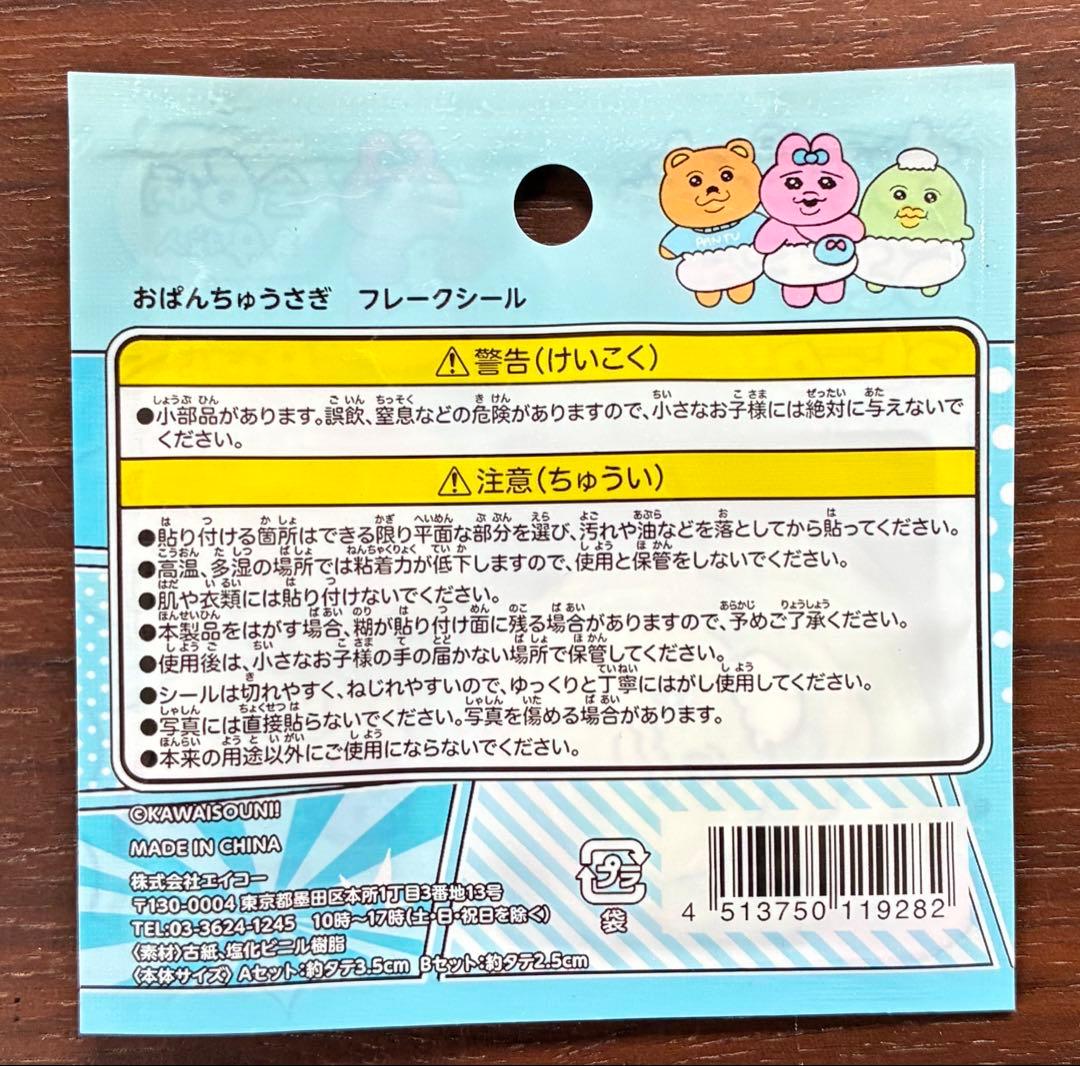 PANTU
おぱんちゅうさぎ フレークシール
⚠警告(けいこく)
●小部品があります。誤飲、窒息などの危険がありますので、小さなお子様には絶対に与えないで
ください。
⚠注意(ちゅうい)
●貼り付ける箇所はできる限り平面な部分を選び、汚れや油などを落としてから貼ってください。
●高温、多湿の場所では粘着力が低下しますので、使用と保管をしないでください。
●肌や衣類には貼り付けないでください。
●本製品をはがす場合、糊が貼り付け面に残る場合がありますので、予めご了承ください。
●使用後は、小さなお子様の手の届かない場所で保管してください。
●シールは切れやすく、ねじれやすいので、ゆっくりと丁寧にはがし使用してください。
●写真には直接貼らないでください。写真を傷める場合があります。
●本来の用途以外にご使用にならないでください。
©KAWAISOUNI!
MADE IN CHINA
株式会社エイコー
〒130-0004 東京都墨田区本所1丁目3番地13号
TEL:03-3624-1245 10時〜17時(土・日・祝日を除く)
〈素材〉古紙、塩化ビニール樹脂
〈本体サイズ〉Aセット:約タテ3.5cm Bセット:約タテ2.5cm
プラ
袋
4 513750 119282